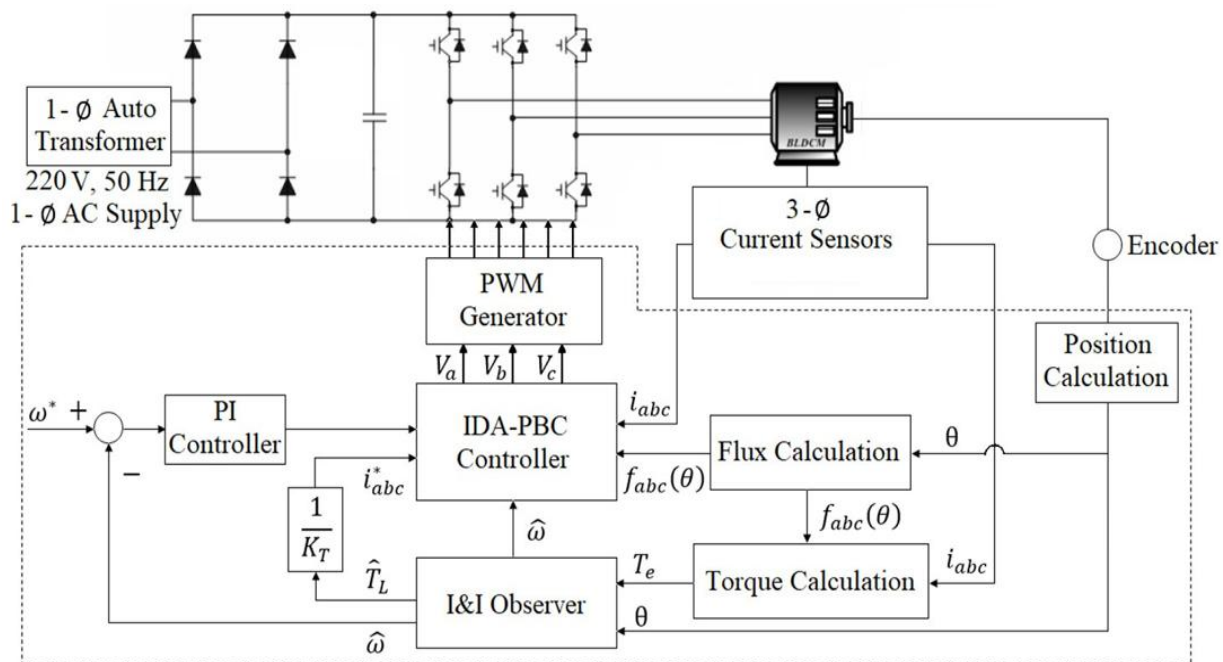 1- Ø Auto
Transformer
220 V, 50 Hz
1- Ø AC Supply
BLDCM
3-Ø
Current Sensors
Encoder
PWM
Generator
Position
Calculation
V_a
V_b
V_c
ω* +
−
PI
Controller
IDA-PBC
Controller
i_abc
Flux Calculation
θ
f_abc(θ)
i*_abc
1
K_T
ω̂
f_abc(θ)
T̂_L
I&I Observer
T_e
Torque Calculation
i_abc
θ
ω̂